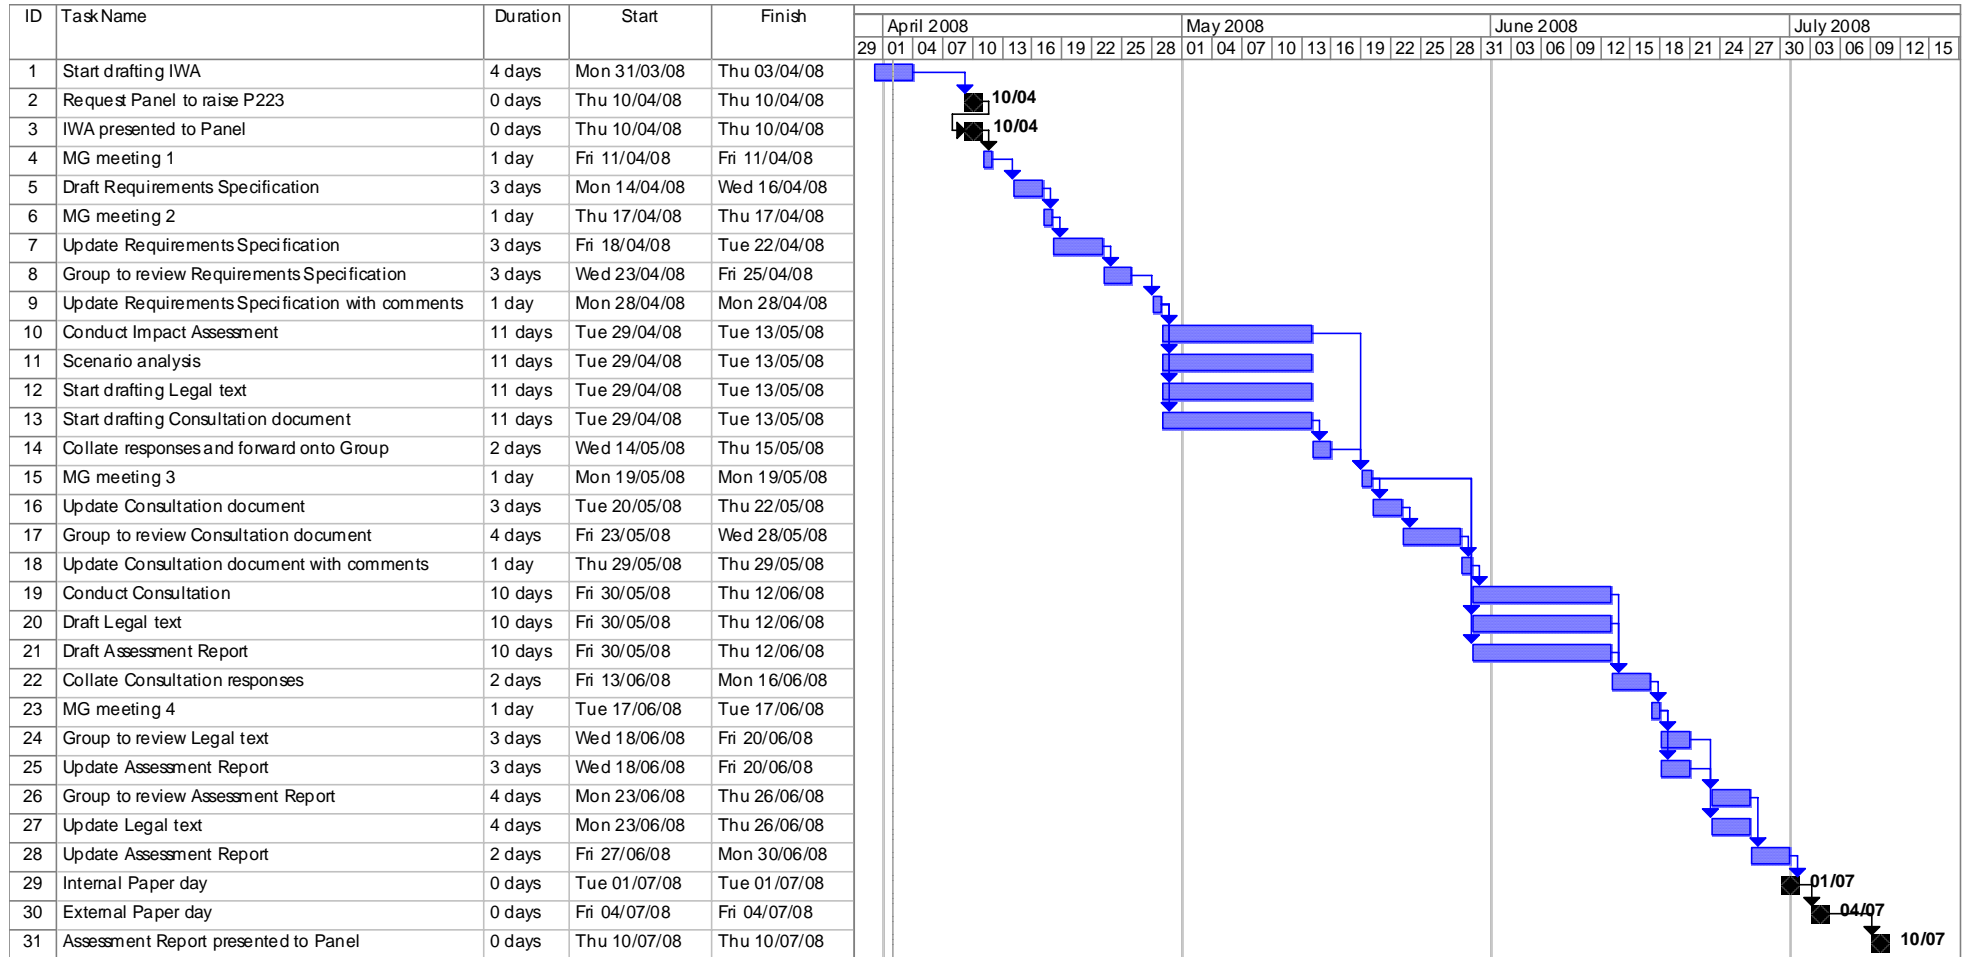 ID Task Name Duration Start Finish
April 2008 May 2008 June 2008 July 2008
29 01 04 07 10 13 16 19 22 25 28 01 04 07 10 13 16 19 22 25 28 31 03 06 09 12 15 18 21 24 27 30 03 06 09 12 15
1 Start drafting IWA 4 days Mon 31/03/08 Thu 03/04/08
2 Request Panel to raise P223 0 days Thu 10/04/08 Thu 10/04/08 10/04
3 IWA presented to Panel 0 days Thu 10/04/08 Thu 10/04/08 10/04
4 MG meeting 1 1 day Fri 11/04/08 Fri 11/04/08
5 Draft Requirements Specification 3 days Mon 14/04/08 Wed 16/04/08
6 MG meeting 2 1 day Thu 17/04/08 Thu 17/04/08
7 Update Requirements Specification 3 days Fri 18/04/08 Tue 22/04/08
8 Group to review Requirements Specification 3 days Wed 23/04/08 Fri 25/04/08
9 Update Requirements Specification with comments 1 day Mon 28/04/08 Mon 28/04/08
10 Conduct Impact Assessment 11 days Tue 29/04/08 Tue 13/05/08
11 Scenario analysis 11 days Tue 29/04/08 Tue 13/05/08
12 Start drafting Legal text 11 days Tue 29/04/08 Tue 13/05/08
13 Start drafting Consultation document 11 days Tue 29/04/08 Tue 13/05/08
14 Collate responses and forward onto Group 2 days Wed 14/05/08 Thu 15/05/08
15 MG meeting 3 1 day Mon 19/05/08 Mon 19/05/08
16 Update Consultation document 3 days Tue 20/05/08 Thu 22/05/08
17 Group to review Consultation document 4 days Fri 23/05/08 Wed 28/05/08
18 Update Consultation document with comments 1 day Thu 29/05/08 Thu 29/05/08
19 Conduct Consultation 10 days Fri 30/05/08 Thu 12/06/08
20 Draft Legal text 10 days Fri 30/05/08 Thu 12/06/08
21 Draft Assessment Report 10 days Fri 30/05/08 Thu 12/06/08
22 Collate Consultation responses 2 days Fri 13/06/08 Mon 16/06/08
23 MG meeting 4 1 day Tue 17/06/08 Tue 17/06/08
24 Group to review Legal text 3 days Wed 18/06/08 Fri 20/06/08
25 Update Assessment Report 3 days Wed 18/06/08 Fri 20/06/08
26 Group to review Assessment Report 4 days Mon 23/06/08 Thu 26/06/08
27 Update Legal text 4 days Mon 23/06/08 Thu 26/06/08
28 Update Assessment Report 2 days Fri 27/06/08 Mon 30/06/08
29 Internal Paper day 0 days Tue 01/07/08 Tue 01/07/08 01/07
30 External Paper day 0 days Fri 04/07/08 Fri 04/07/08 04/07
31 Assessment Report presented to Panel 0 days Thu 10/07/08 Thu 10/07/08 10/07